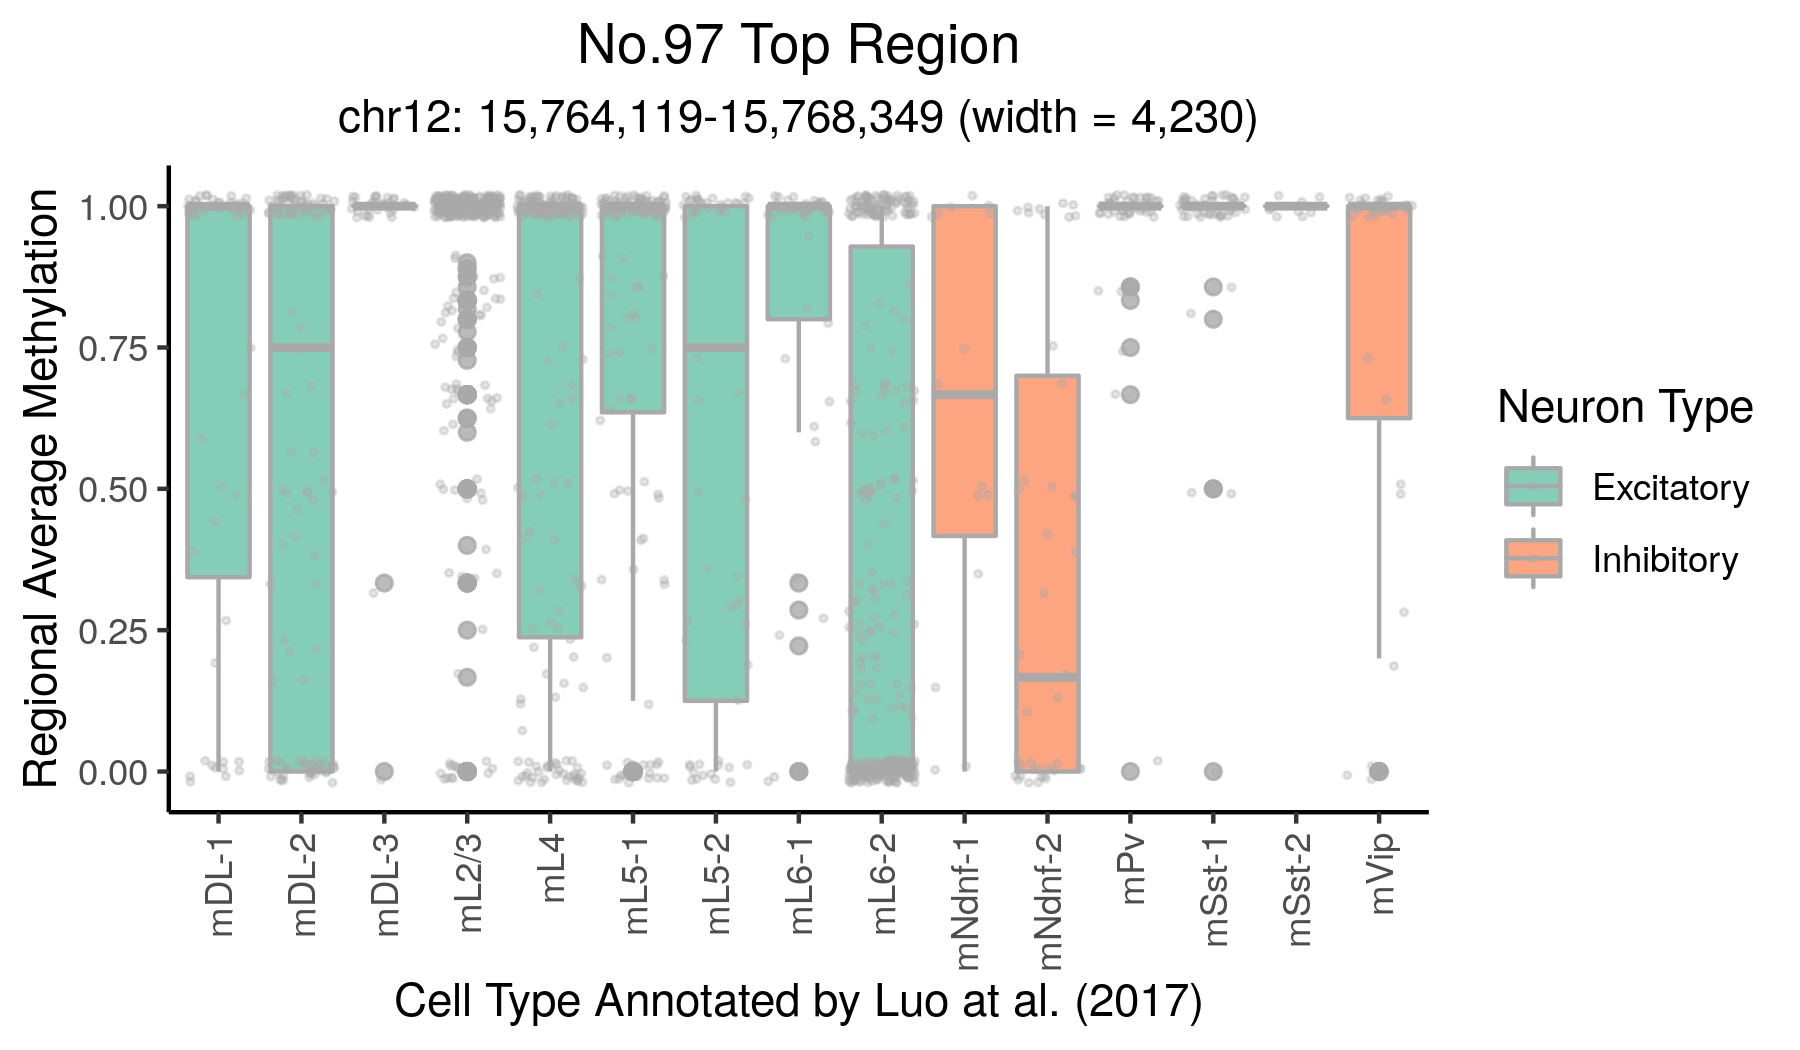 No.97 Top Region
chr12: 15,764,119-15,768,349 (width = 4,230)
Regional Average Methylation
1.00
0.75
0.50
0.25
0.00
mDL-1
mDL-2
mDL-3
mL2/3
mL4
mL5-1
mL5-2
mL6-1
mL6-2
mNdnf-1
mNdnf-2
mPv
mSst-1
mSst-2
mVip
Cell Type Annotated by Luo at al. (2017)
Neuron Type
Excitatory
Inhibitory